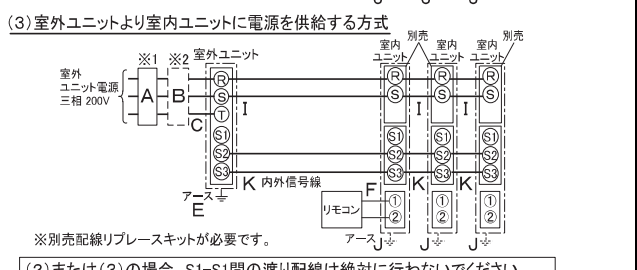 (3)室外ユニットより室内ユニットに電源を供給する方式
※1 ※2 室外ユニット
室内ユニット 別売 室内ユニット 室内ユニット 別売
室外
ユニット電源
三相 200V
A B C
R S T S1 S2 S3
I I I
R S S1 S2 S3 ① ②
R S S1 S2 S3 ① ②
R S S1 S2 S3 ① ②
K 内外信号線 K K
F
リモコン
アース
E
アース J J J
※別売配線リプレースキットが必要です。